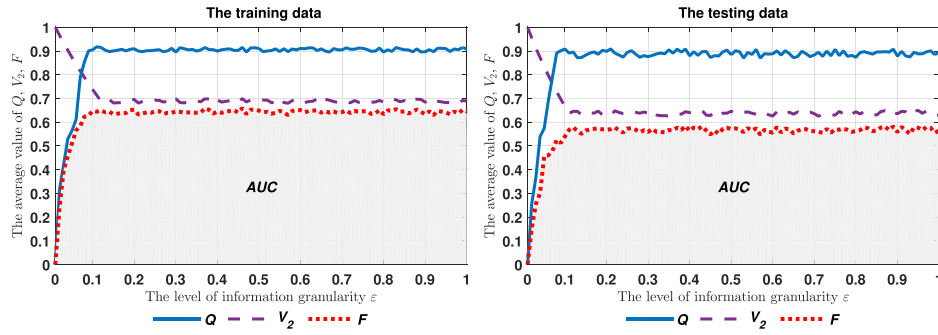 The training data
The average value of Q, V2, F
1
0.9
0.8
0.7
0.6
0.5
0.4
0.3
0.2
0.1
0
AUC
0 0.1 0.2 0.3 0.4 0.5 0.6 0.7 0.8 0.9 1
The level of information granularity ε
Q V2 F
The testing data
The average value of Q, V2, F
1
0.9
0.8
0.7
0.6
0.5
0.4
0.3
0.2
0.1
0
AUC
0 0.1 0.2 0.3 0.4 0.5 0.6 0.7 0.8 0.9 1
The level of information granularity ε
Q V2 F